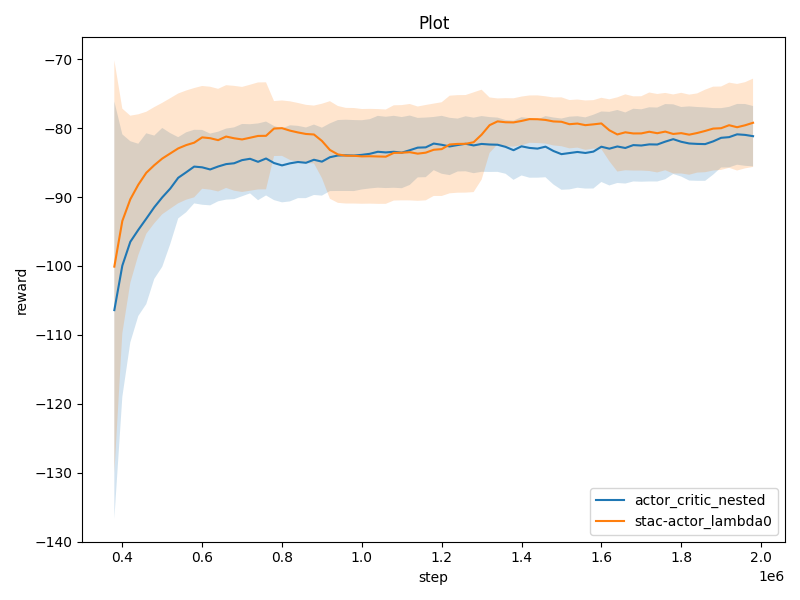 Plot
reward
−70
−80
−90
−100
−110
−120
−130
−140
0.4
0.6
0.8
1.0
1.2
1.4
1.6
1.8
2.0
1e6
step
actor_critic_nested
stac-actor_lambda0